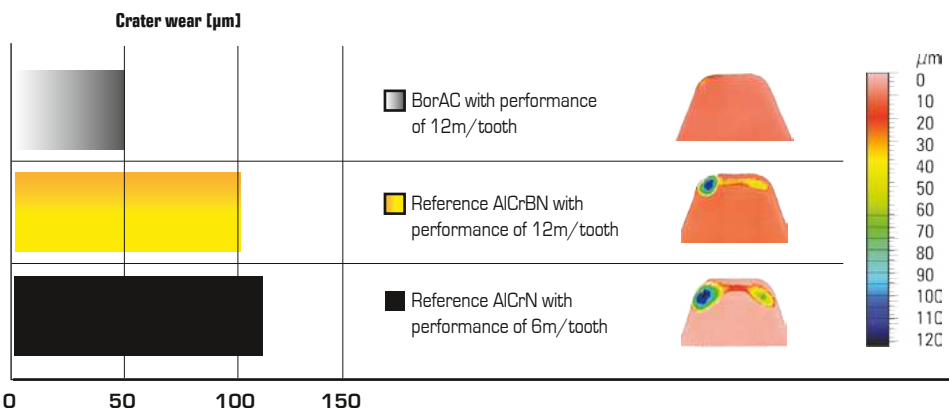 Crater wear [µm]
BorAC with performance
of 12m/tooth
Reference AlCrBN with
performance of 12m/tooth
Reference AlCrN with
performance of 6m/tooth
0
50
100
150
µm
0
10
20
30
40
50
60
70
80
90
100
110
120